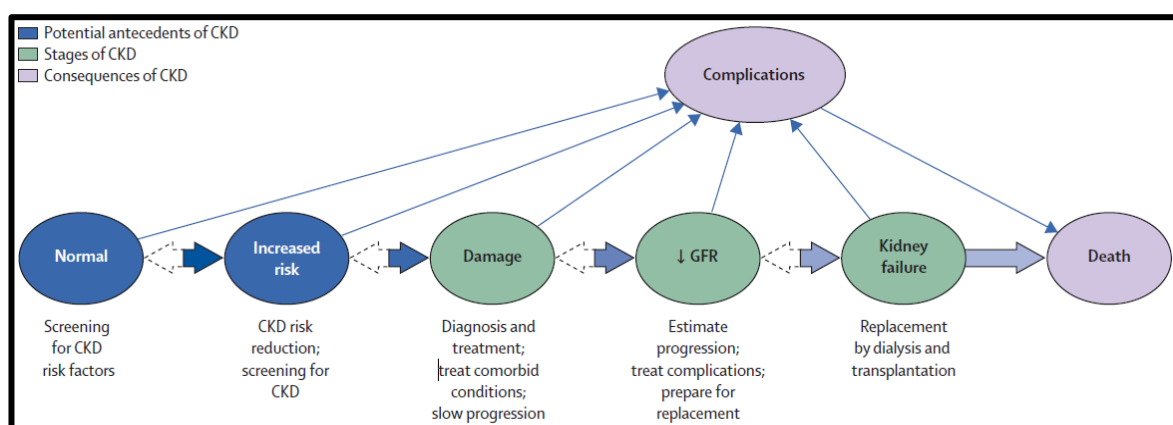 Potential antecedents of CKD
Stages of CKD
Consequences of CKD
Complications
Normal
Increased
risk
Damage
↓ GFR
Kidney
failure
Death
Screening
for CKD
risk factors
CKD risk
reduction;
screening for
CKD
Diagnosis and
treatment;
treat comorbid
conditions;
slow progression
Estimate
progression;
treat complications;
prepare for
replacement
Replacement
by dialysis and
transplantation